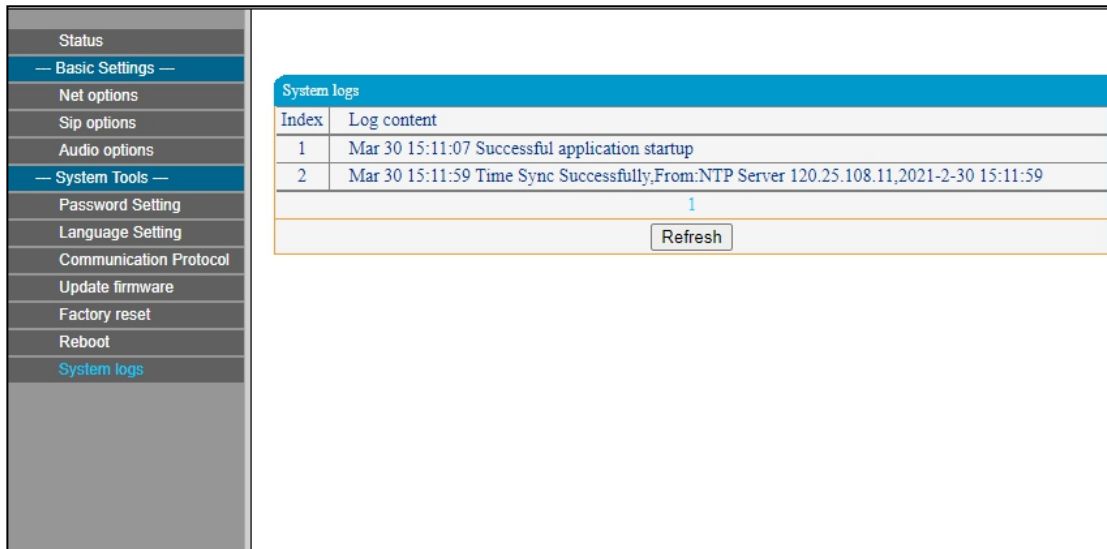 Status
— Basic Settings —
Net options
Sip options
Audio options
— System Tools —
Password Setting
Language Setting
Communication Protocol
Update firmware
Factory reset
Reboot
System logs
System logs
Index Log content
1 Mar 30 15:11:07 Successful application startup
2 Mar 30 15:11:59 Time Sync Successfully,From:NTP Server 120.25.108.11,2021-2-30 15:11:59
1
Refresh